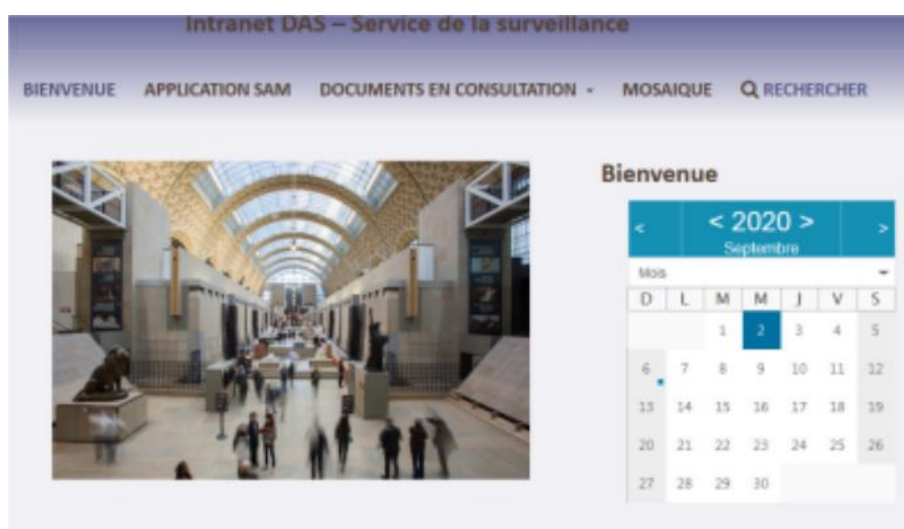 Intranet DAS – Service de la surveillance
BIENVENUE APPLICATION SAM DOCUMENTS EN CONSULTATION MOSAIQUE RECHERCHER
Bienvenue
< < 2020 > >
Septembre
Mois
D L M M J V S
1 2 3 4 5
6 7 8 9 10 11 12
13 14 15 16 17 18 19
20 21 22 23 24 25 26
27 28 29 30